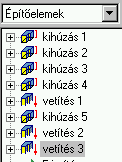 Építőelemek
kihúzás 1
kihúzás 2
kihúzás 3
kihúzás 4
vetítés 1
kihúzás 5
vetítés 2
vetítés 3